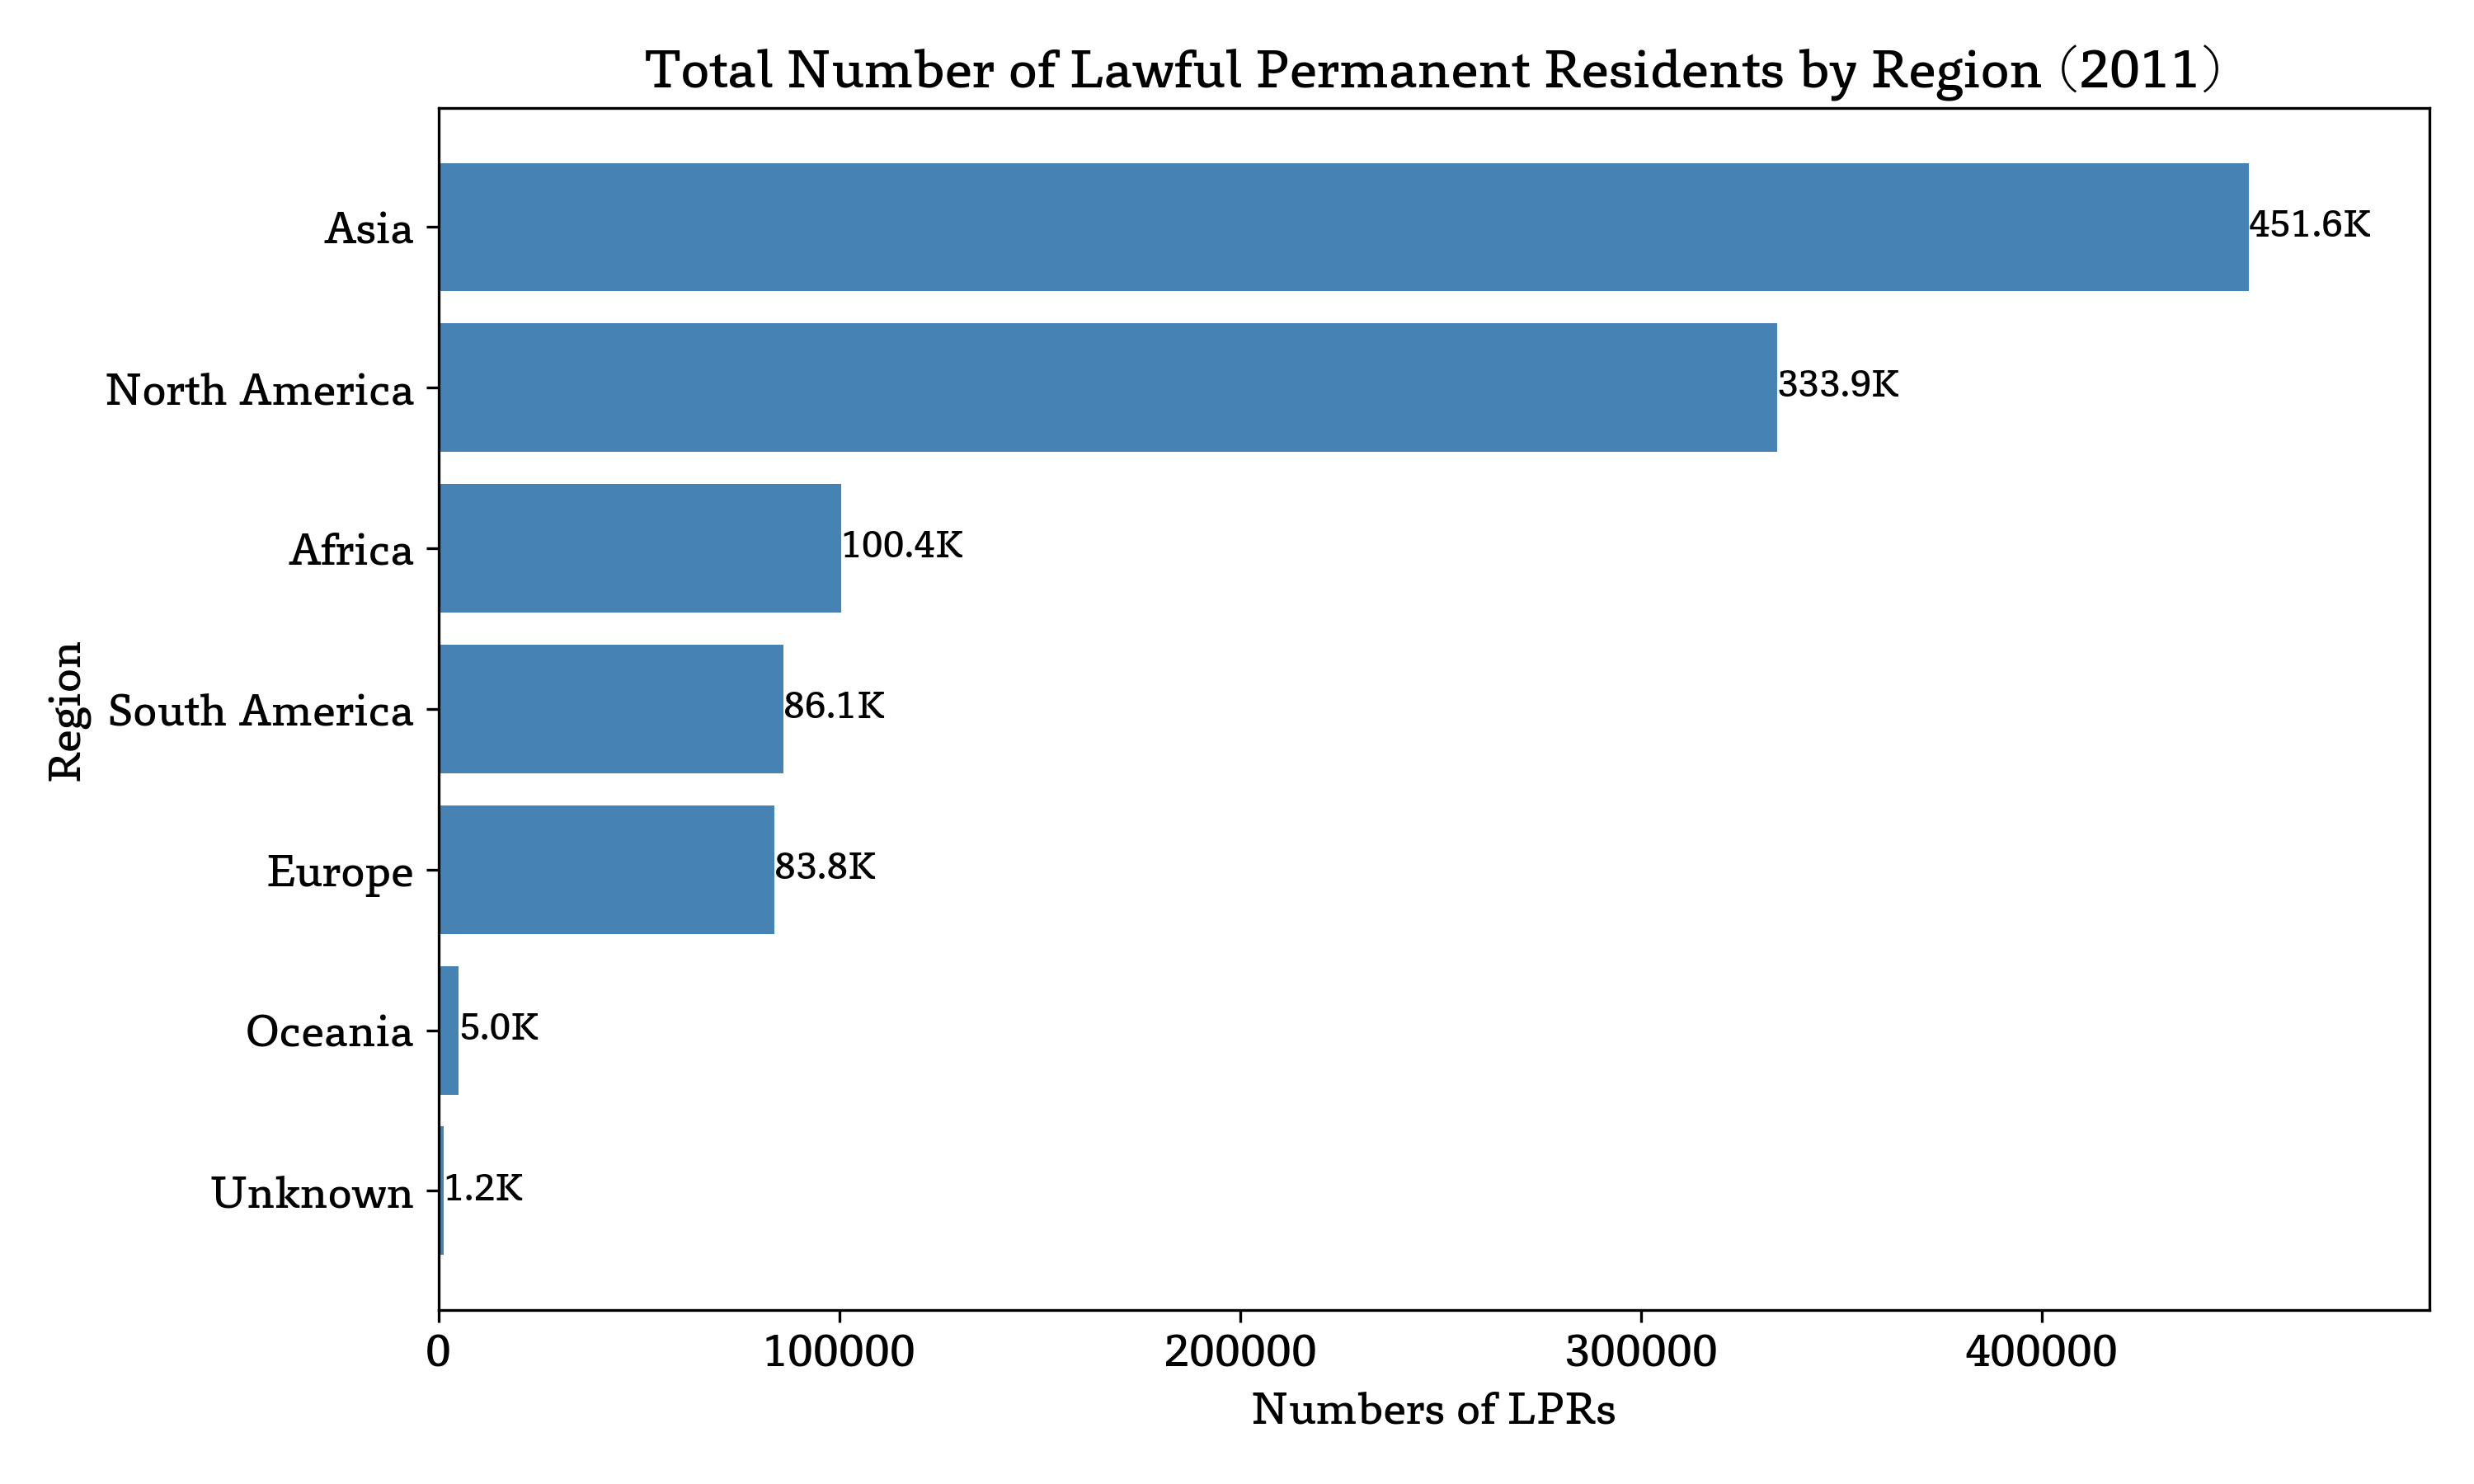 Total Number of Lawful Permanent Residents by Region (2011)
Region
Asia
451.6K
North America
333.9K
Africa
100.4K
South America
86.1K
Europe
83.8K
Oceania
5.0K
Unknown
1.2K
0 100000 200000 300000 400000
Numbers of LPRs